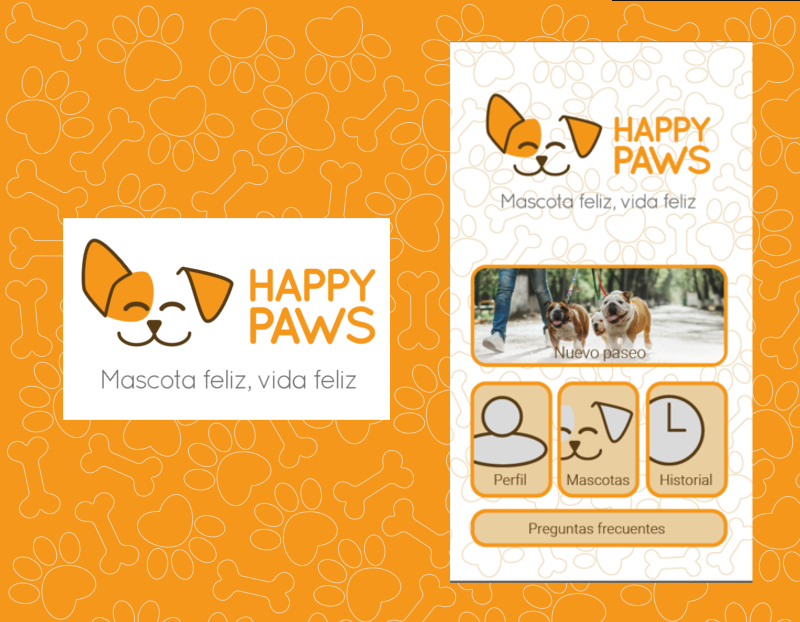 HAPPY
PAWS
Mascota feliz, vida feliz
HAPPY
PAWS
Mascota feliz, vida feliz
Nuevo paseo
Perfil
Mascotas
Historial
Preguntas frecuentes